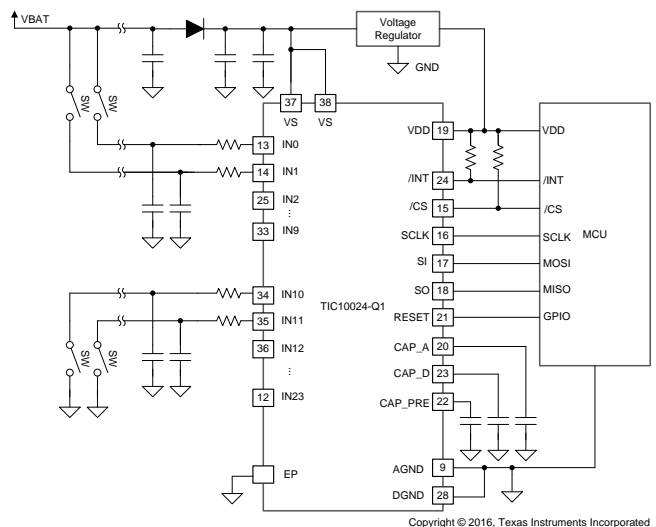 VBAT
Voltage
Regulator
GND
SW
SW
37
38
VS
VS
VDD
19
VDD
13
IN0
14
IN1
/INT
24
/INT
25
IN2
/CS
15
/CS
33
IN9
SCLK
16
SCLK
MCU
SI
17
MOSI
34
IN10
SO
18
MISO
TIC10024-Q1
35
IN11
RESET
21
GPIO
36
IN12
CAP_A
20
SW
SW
CAP_D
23
12
IN23
CAP_PRE
22
EP
AGND
9
DGND
28
Copyright © 2016, Texas Instruments Incorporated